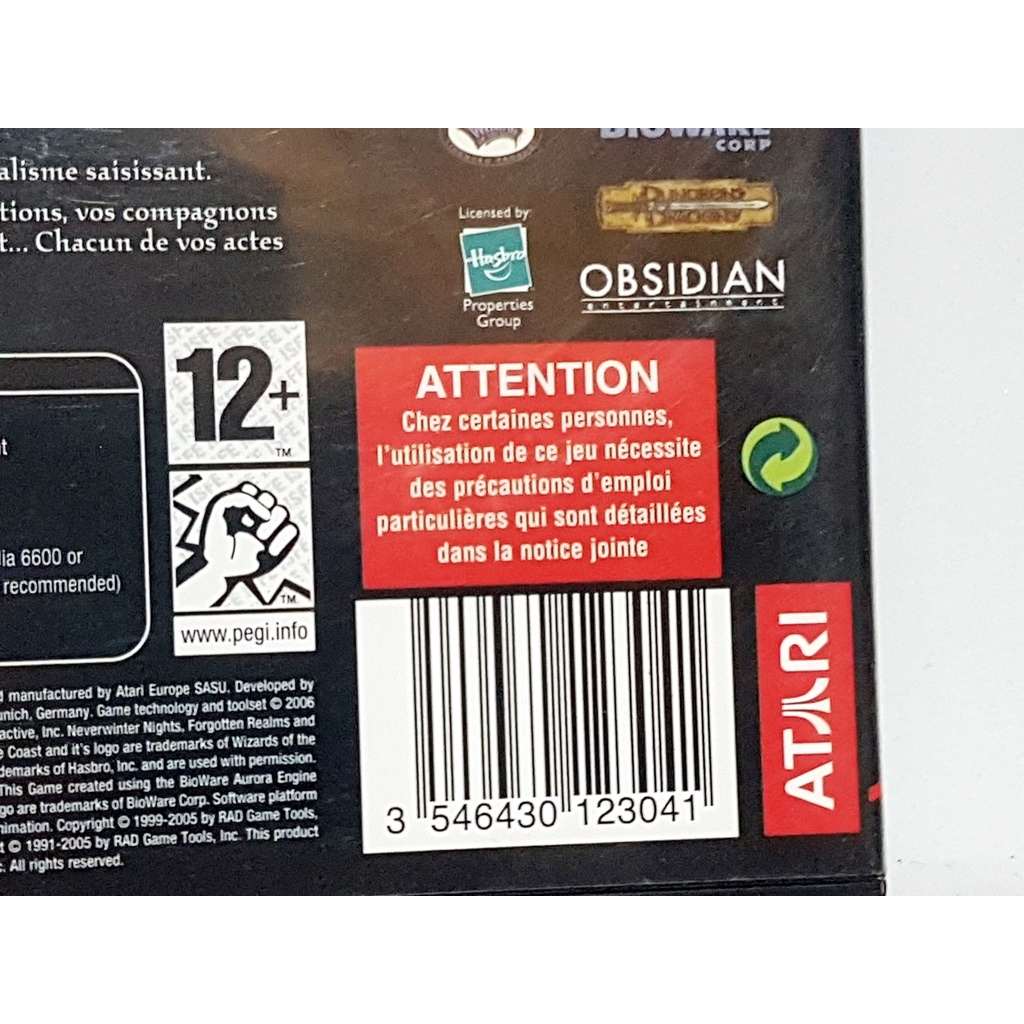 BIOWARE
CORP
alisme saisissant.
tions, vos compagnons
t... Chacun de vos actes
Licensed by:
Hasbro
Properties
Group
DUNGEONS
DRAGONS
OBSIDIAN
entertainment
12+
TM
ATTENTION
Chez certaines personnes,
l'utilisation de ce jeu nécessite
des précautions d'emploi
particulières qui sont détaillées
dans la notice jointe
lia 6600 or
recommended)
TM
www.pegi.info
manufactured by Atari Europe SASU. Developed by
unich, Germany. Game technology and toolset © 2006
active, Inc. Neverwinter Nights, Forgotten Realms and
e Coast and it's logo are trademarks of Wizards of the
demarks of Hasbro, Inc. and are used with permission.
This Game created using the BioWare Aurora Engine
go are trademarks of BioWare Corp. Software platform
nimation. Copyright © 1999-2005 by RAD Game Tools,
t © 1991-2005 by RAD Game Tools, Inc. This product
c. All rights reserved.
3 546430 123041
ATARI